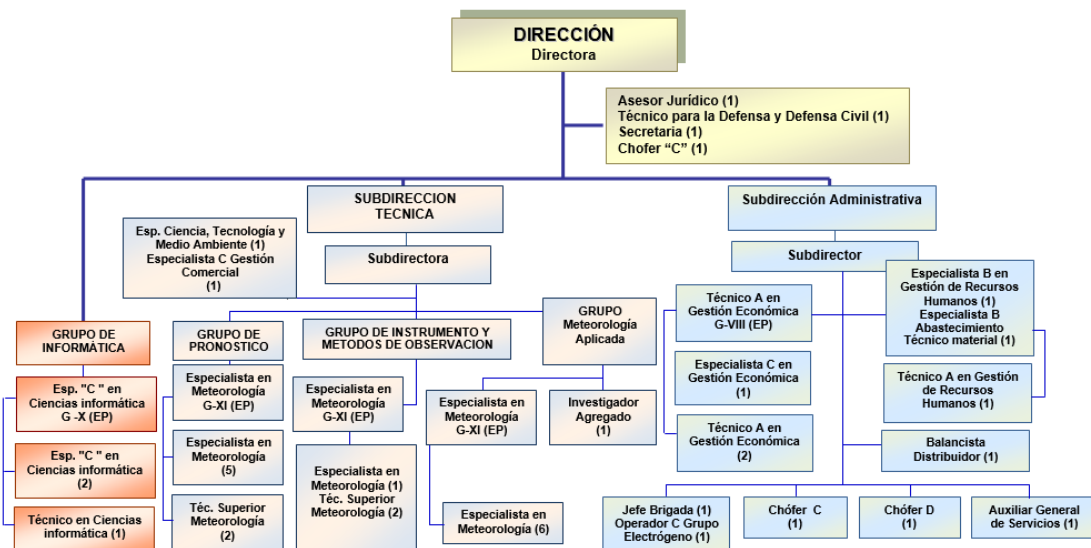 DIRECCIÓN
Directora
Asesor Jurídico (1)
Técnico para la Defensa y Defensa Civil (1)
Secretaria (1)
Chofer “C” (1)
SUBDIRECCION
TECNICA
Subdirección Administrativa
Esp. Ciencia, Tecnología y
Medio Ambiente (1)
Especialista C Gestión
Comercial
(1)
Subdirectora
Subdirector
GRUPO DE
INFORMÁTICA
GRUPO DE
PRONOSTICO
GRUPO DE INSTRUMENTO Y
METODOS DE OBSERVACION
GRUPO
Meteorología
Aplicada
Técnico A en
Gestión Económica
G-VIII (EP)
Especialista B en
Gestión de Recursos
Humanos (1)
Especialista B
Abastecimiento
Técnico material (1)
Esp. "C " en
Ciencias informática
G -X (EP)
Especialista en
Meteorología
G-XI (EP)
Especialista en
Meteorología
G-XI (EP)
Especialista en
Meteorología
G-XI (EP)
Investigador
Agregado
(1)
Especialista C en
Gestión Económica
(1)
Técnico A en Gestión
de Recursos
Humanos (1)
Esp. "C " en
Ciencias informática
(2)
Especialista en
Meteorología
(5)
Especialista en
Meteorología (1)
Téc. Superior
Meteorología (2)
Técnico A en
Gestión Económica
(2)
Balancista
Distribuidor (1)
Técnico en Ciencias
informática (1)
Téc. Superior
Meteorología
(2)
Especialista en
Meteorología (6)
Jefe Brigada (1)
Operador C Grupo
Electrógeno (1)
Chófer C
(1)
Chófer D
(1)
Auxiliar General
de Servicios (1)